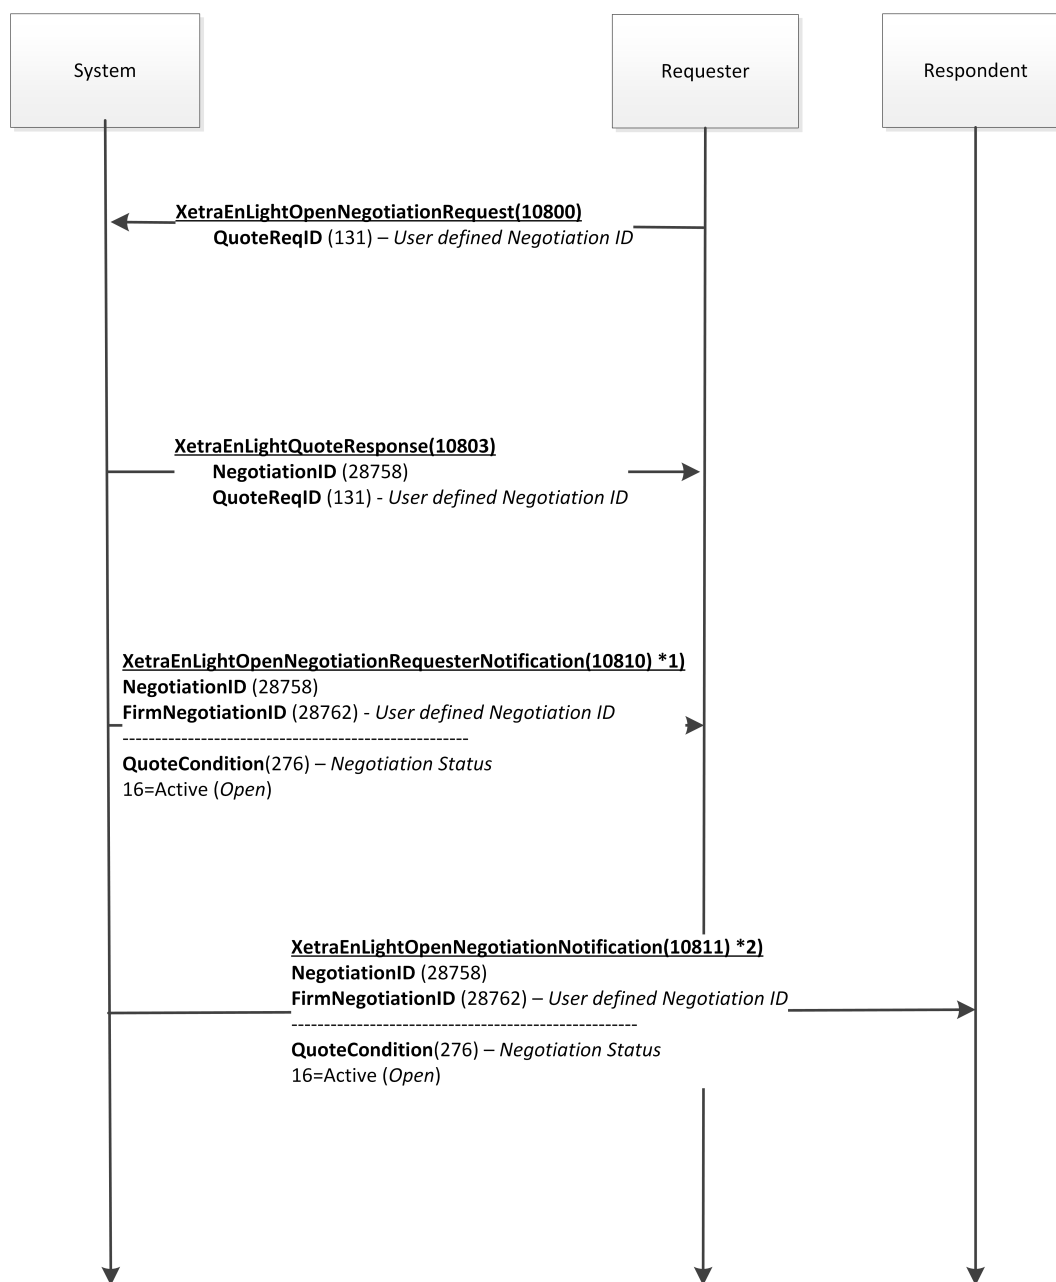 System
Requester
Respondent
XetraEnLightOpenNegotiationRequest(10800)
QuoteReqID (131) – User defined Negotiation ID
XetraEnLightQuoteResponse(10803)
NegotiationID (28758)
QuoteReqID (131) - User defined Negotiation ID
XetraEnLightOpenNegotiationRequesterNotification(10810) *1)
NegotiationID (28758)
FirmNegotiationID (28762) - User defined Negotiation ID
-----------------------------------------------------
QuoteCondition(276) – Negotiation Status
16=Active (Open)
XetraEnLightOpenNegotiationNotification(10811) *2)
NegotiationID (28758)
FirmNegotiationID (28762) – User defined Negotiation ID
-----------------------------------------------------
QuoteCondition(276) – Negotiation Status
16=Active (Open)